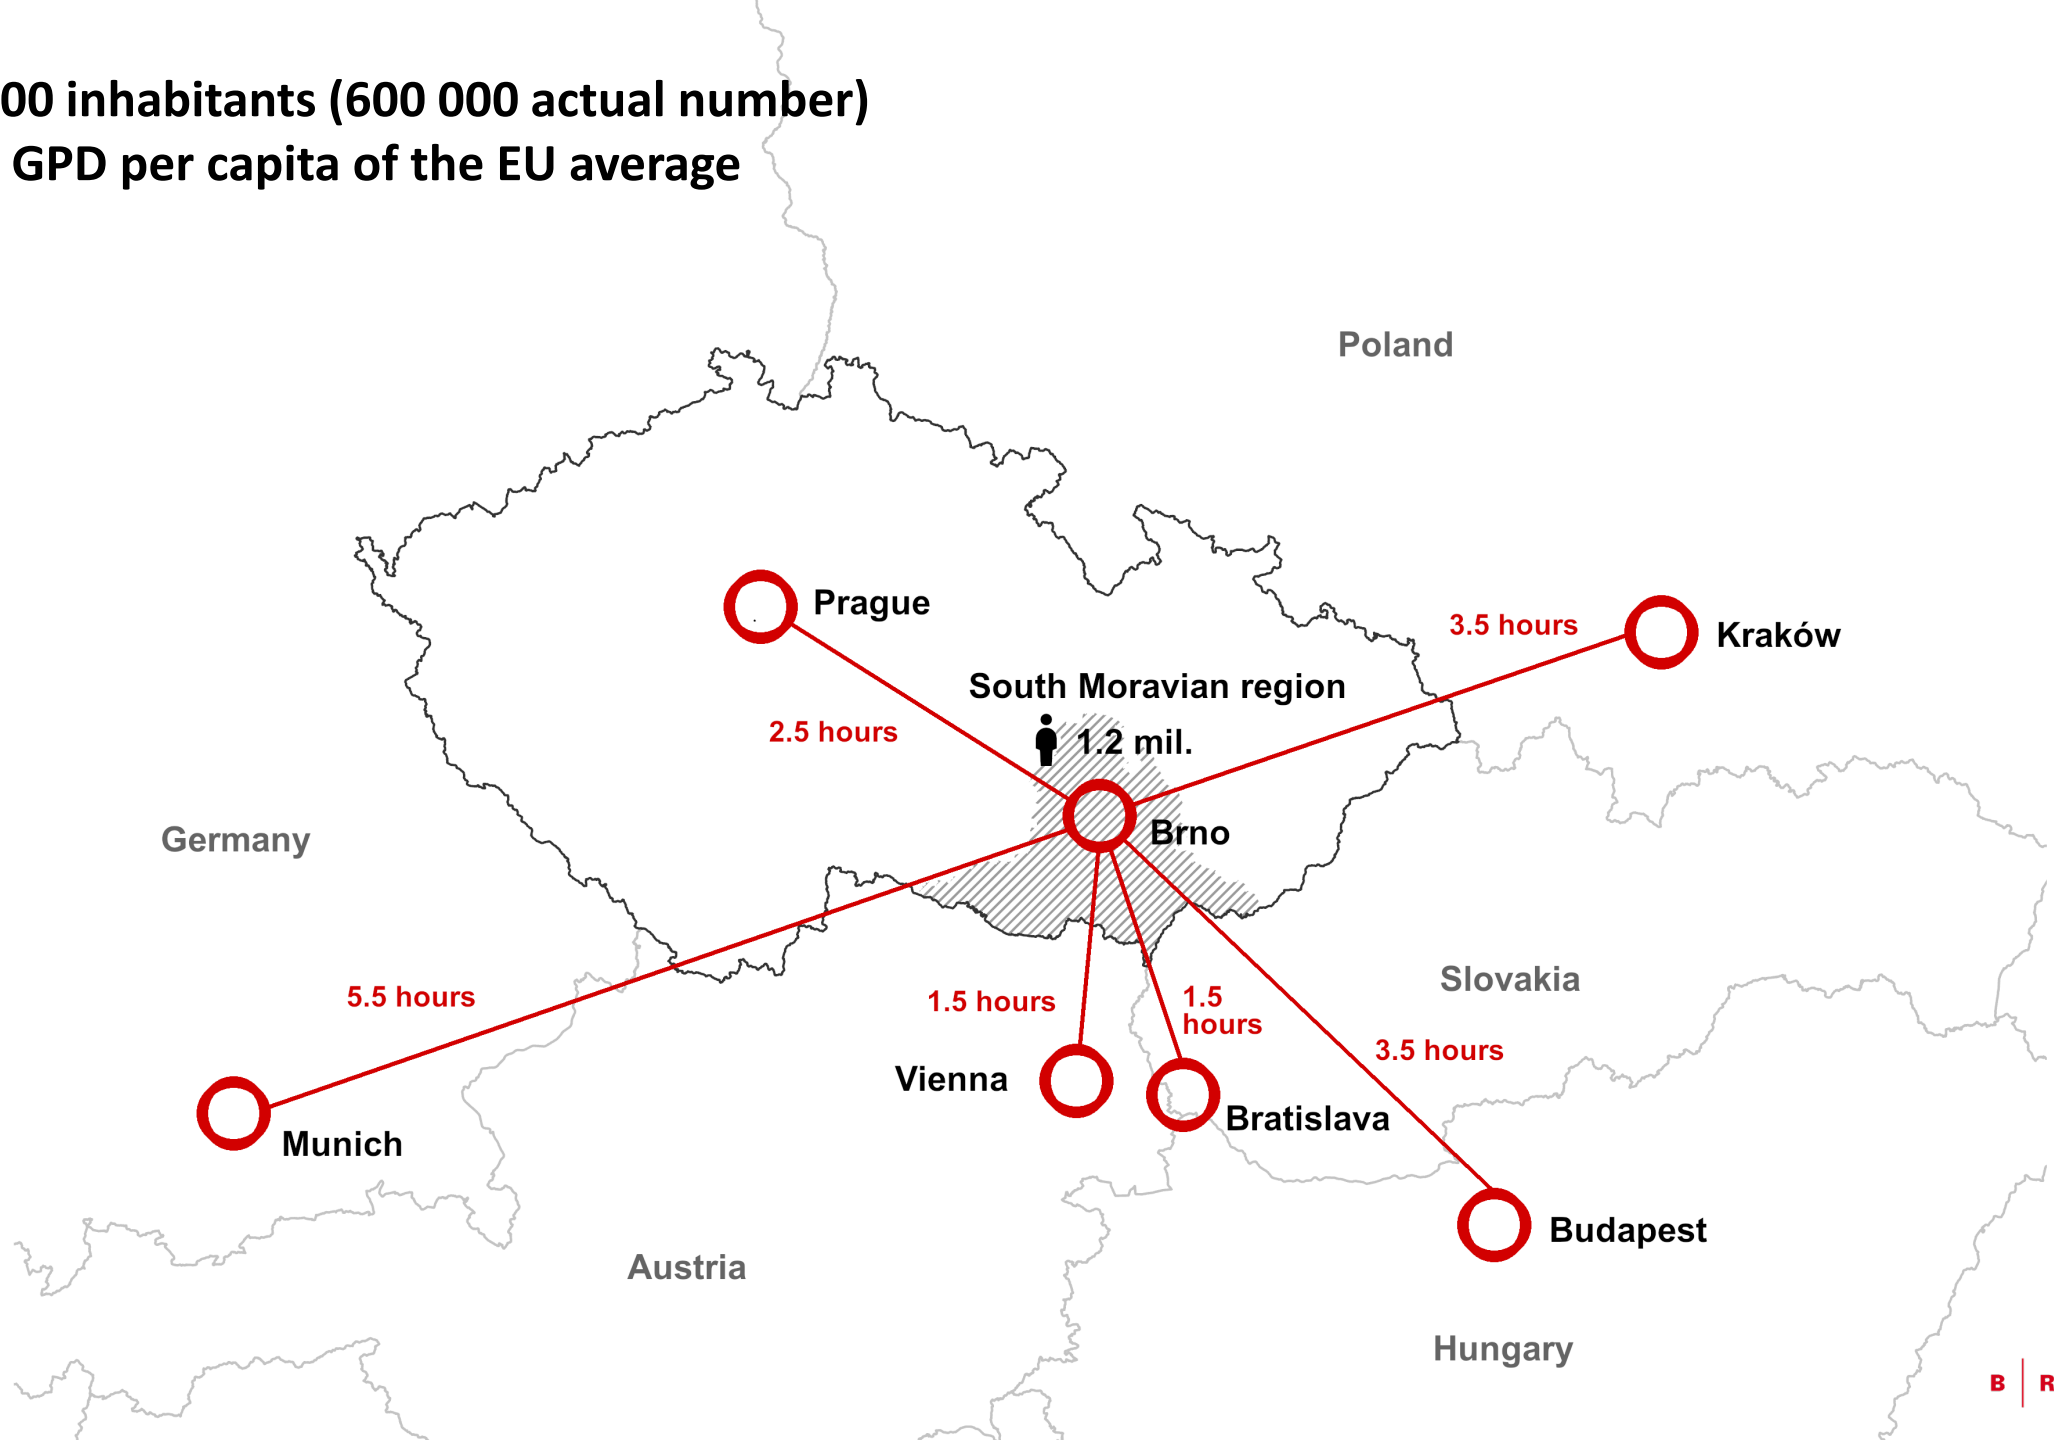 00 inhabitants (600 000 actual number)
GPD per capita of the EU average
Poland
Prague
3.5 hours
Kraków
South Moravian region
2.5 hours
1.2 mil.
Brno
Germany
Slovakia
5.5 hours
1.5 hours
1.5
hours
3.5 hours
Vienna
Bratislava
Munich
Budapest
Austria
Hungary
B | R